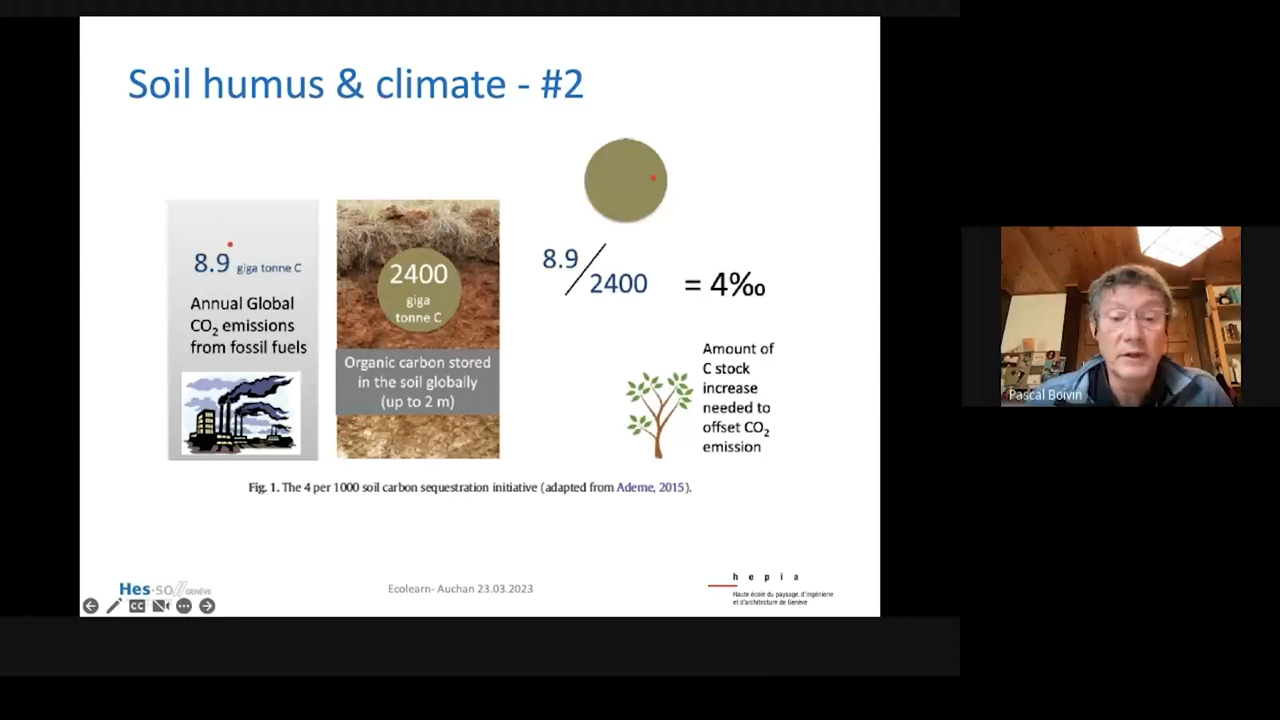 Soil humus & climate - #2
8.9 giga tonne C
Annual Global
CO₂ emissions
from fossil fuels
2400
giga
tonne C
Organic carbon stored
in the soil globally
(up to 2 m)
8.9/2400 = 4‰
Amount of
C stock
increase
needed to
offset CO₂
emission
Fig. 1. The 4 per 1000 soil carbon sequestration initiative (adapted from Ademe, 2015).
Hes·so GENÈVE
Ecolearn- Auchan 23.03.2023
h e p i a
Haute école du paysage, d'ingénierie
et d'architecture de Genève
CC
Pascal Boivin